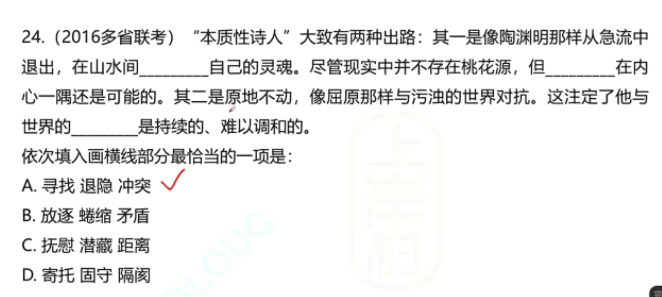 24.（2016多省联考）“本质性诗人”大致有两种出路：其一是像陶渊明那样从急流中
退出，在山水间_________自己的灵魂。尽管现实中并不存在桃花源，但_________在内
心一隅还是可能的。其二是原地不动，像屈原那样与污浊的世界对抗。这注定了他与
世界的_________是持续的、难以调和的。
依次填入画横线部分最恰当的一项是：
A. 寻找 退隐 冲突
B. 放逐 蜷缩 矛盾
C. 抚慰 潜藏 距离
D. 寄托 固守 隔阂